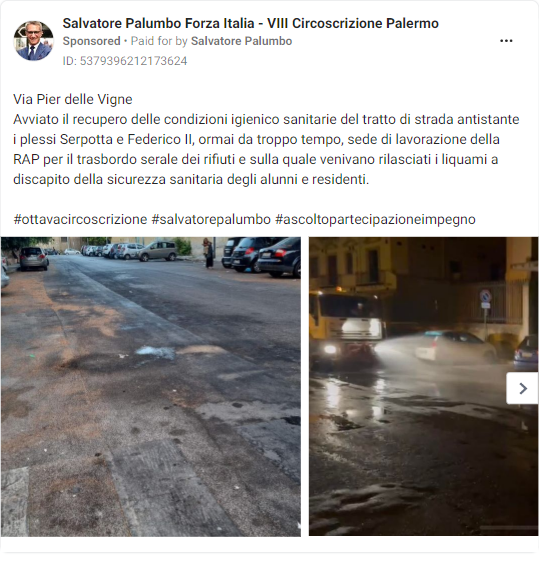 Salvatore Palumbo Forza Italia - VIII Circoscrizione Palermo
Sponsored • Paid for by Salvatore Palumbo
ID: 5379396212173624
Via Pier delle Vigne
Avviato il recupero delle condizioni igienico sanitarie del tratto di strada antistante
i plessi Serpotta e Federico II, ormai da troppo tempo, sede di lavorazione della
RAP per il trasbordo serale dei rifiuti e sulla quale venivano rilasciati i liquami a
discapito della sicurezza sanitaria degli alunni e residenti.
#ottavacircoscrizione #salvatorepalumbo #ascoltopartecipazioneimpegno